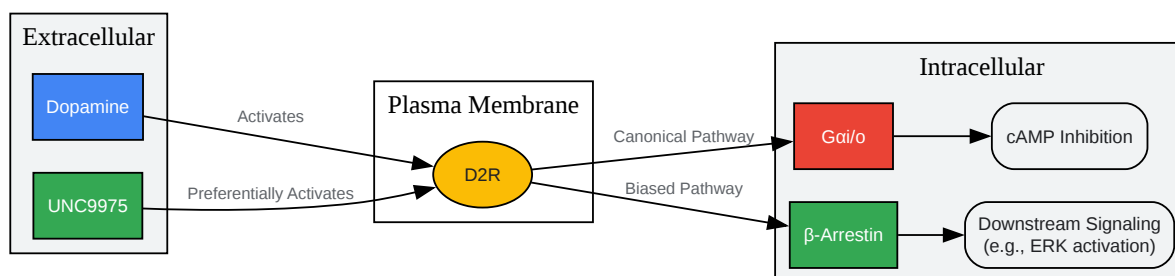 Extracellular
Dopamine
UNC9975
Activates
Preferentially Activates
Plasma Membrane
D2R
Canonical Pathway
Biased Pathway
Intracellular
Gαi/o
cAMP Inhibition
β-Arrestin
Downstream Signaling
(e.g., ERK activation)